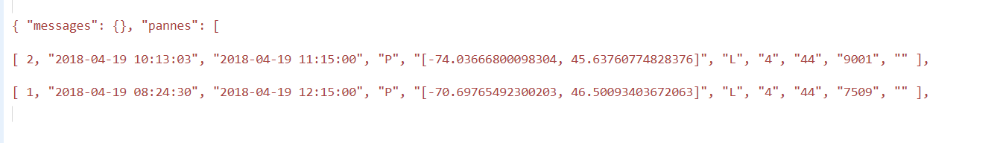 { "messages": {}, "pannes": [
[ 2, "2018-04-19 10:13:03", "2018-04-19 11:15:00", "P", "[-74.03666800098304, 45.63760774828376]", "L", "4", "44", "9001", "" ],
[ 1, "2018-04-19 08:24:30", "2018-04-19 12:15:00", "P", "[-70.69765492300203, 46.50093403672063]", "L", "4", "44", "7509", "" ],